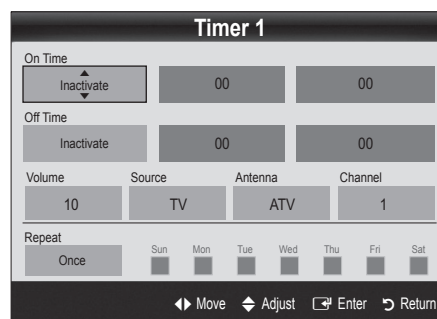 Timer 1
On Time
Inactivate 00 00
Off Time
Inactivate 00 00
Volume Source Antenna Channel
10 TV ATV 1
Repeat
Once Sun Mon Tue Wed Thu Fri Sat
Move Adjust Enter Return